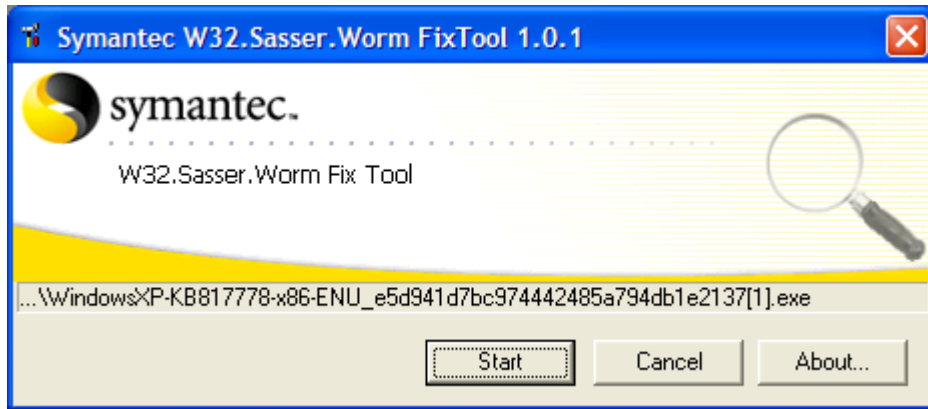 Symantec W32.Sasser.Worm FixTool 1.0.1
symantec.
W32.Sasser.Worm Fix Tool
...\WindowsXP-KB817778-x86-ENU_e5d941d7bc974442485a794db1e2137[1].exe
Start Cancel About...